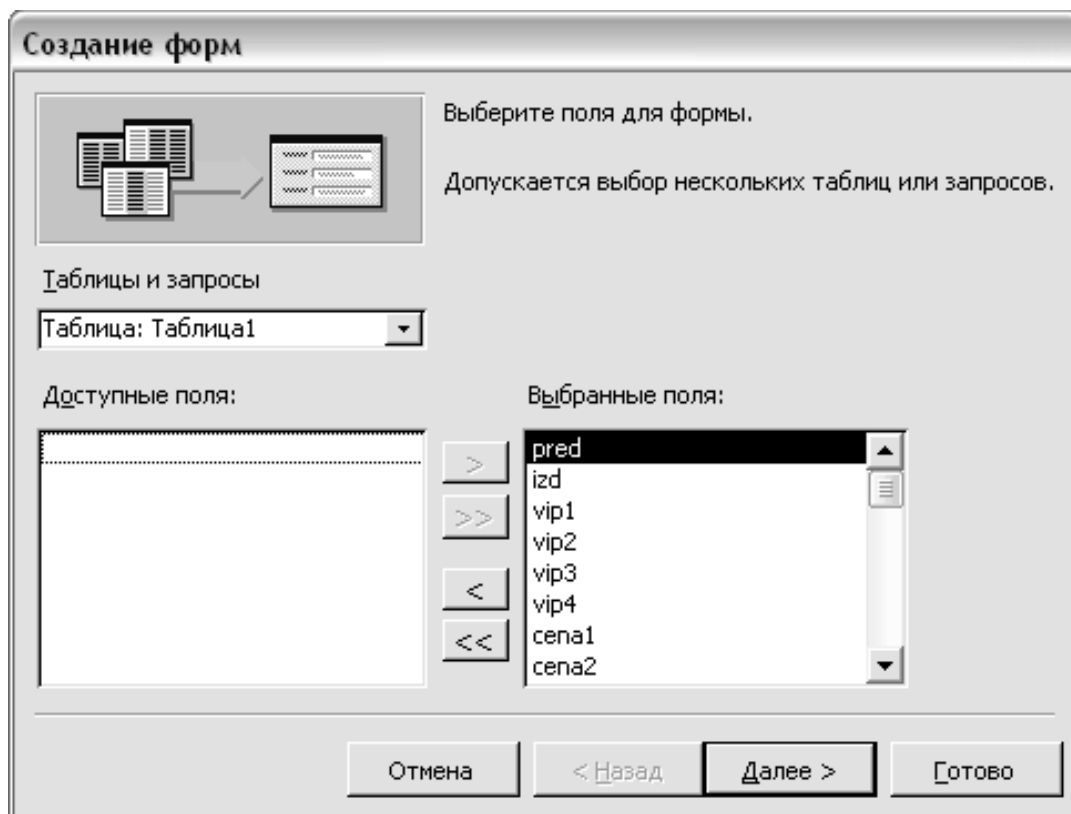 Создание форм
Выберите поля для формы.
Допускается выбор нескольких таблиц или запросов.
Таблицы и запросы
Таблица: Таблица1
Доступные поля:
Выбранные поля:
pred
izd
vip1
vip2
vip3
vip4
cena1
cena2
>
>>
<
<<
Отмена
< Назад
Далее >
Готово